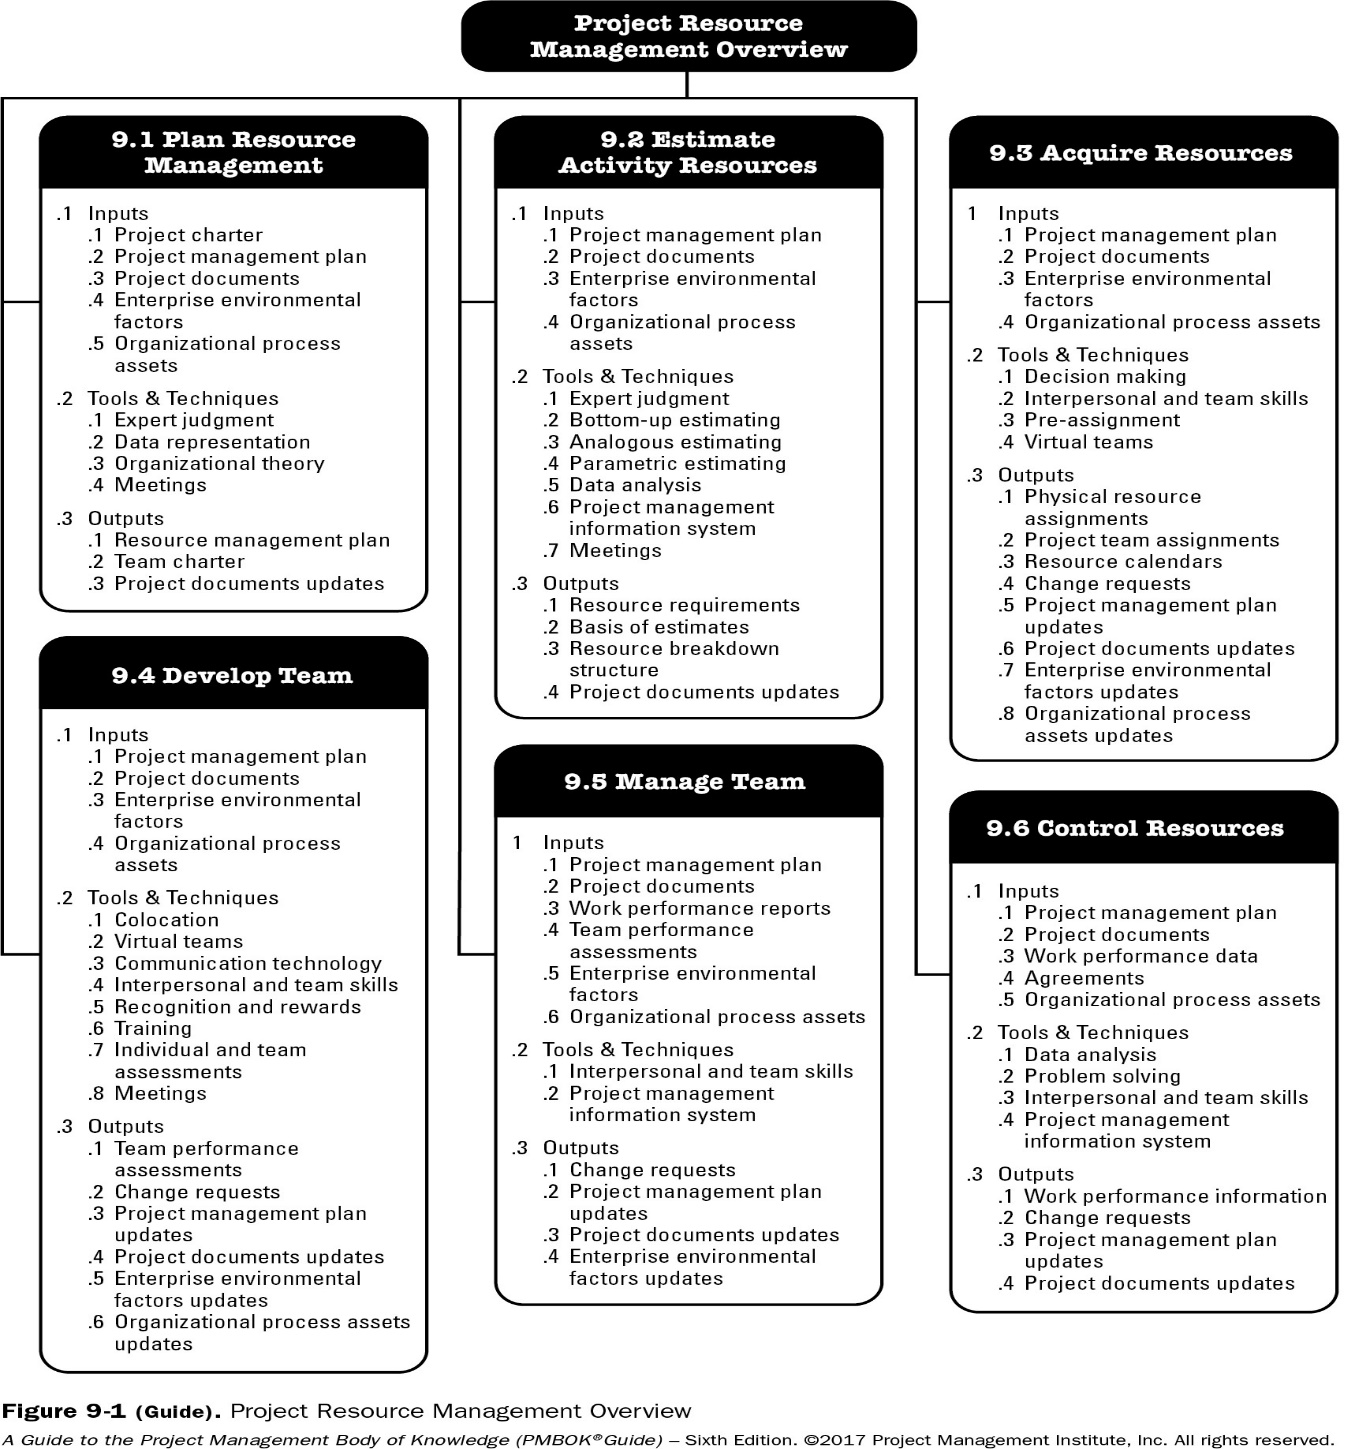 Project Resource
Management Overview
9.1 Plan Resource
Management
.1 Inputs
.1 Project charter
.2 Project management plan
.3 Project documents
.4 Enterprise environmental
factors
.5 Organizational process
assets
.2 Tools & Techniques
.1 Expert judgment
.2 Data representation
.3 Organizational theory
.4 Meetings
.3 Outputs
.1 Resource management plan
.2 Team charter
.3 Project documents updates
9.2 Estimate
Activity Resources
.1 Inputs
.1 Project management plan
.2 Project documents
.3 Enterprise environmental
factors
.4 Organizational process
assets
.2 Tools & Techniques
.1 Expert judgment
.2 Bottom-up estimating
.3 Analogous estimating
.4 Parametric estimating
.5 Data analysis
.6 Project management
information system
.7 Meetings
.3 Outputs
.1 Resource requirements
.2 Basis of estimates
.3 Resource breakdown
structure
.4 Project documents updates
9.3 Acquire Resources
1 Inputs
.1 Project management plan
.2 Project documents
.3 Enterprise environmental
factors
.4 Organizational process assets
.2 Tools & Techniques
.1 Decision making
.2 Interpersonal and team skills
.3 Pre-assignment
.4 Virtual teams
.3 Outputs
.1 Physical resource
assignments
.2 Project team assignments
.3 Resource calendars
.4 Change requests
.5 Project management plan
updates
.6 Project documents updates
.7 Enterprise environmental
factors updates
.8 Organizational process
assets updates
9.4 Develop Team
.1 Inputs
.1 Project management plan
.2 Project documents
.3 Enterprise environmental
factors
.4 Organizational process
assets
.2 Tools & Techniques
.1 Colocation
.2 Virtual teams
.3 Communication technology
.4 Interpersonal and team skills
.5 Recognition and rewards
.6 Training
.7 Individual and team
assessments
.8 Meetings
.3 Outputs
.1 Team performance
assessments
.2 Change requests
.3 Project management plan
updates
.4 Project documents updates
.5 Enterprise environmental
factors updates
.6 Organizational process assets
updates
9.5 Manage Team
1 Inputs
.1 Project management plan
.2 Project documents
.3 Work performance reports
.4 Team performance
assessments
.5 Enterprise environmental
factors
.6 Organizational process assets
.2 Tools & Techniques
.1 Interpersonal and team skills
.2 Project management
information system
.3 Outputs
.1 Change requests
.2 Project management plan
updates
.3 Project documents updates
.4 Enterprise environmental
factors updates
9.6 Control Resources
.1 Inputs
.1 Project management plan
.2 Project documents
.3 Work performance data
.4 Agreements
.5 Organizational process assets
.2 Tools & Techniques
.1 Data analysis
.2 Problem solving
.3 Interpersonal and team skills
.4 Project management
information system
.3 Outputs
.1 Work performance information
.2 Change requests
.3 Project management plan
updates
.4 Project documents updates
Figure 9-1 (Guide). Project Resource Management Overview
A Guide to the Project Management Body of Knowledge (PMBOK®Guide) – Sixth Edition. ©2017 Project Management Institute, Inc. All rights reserved.